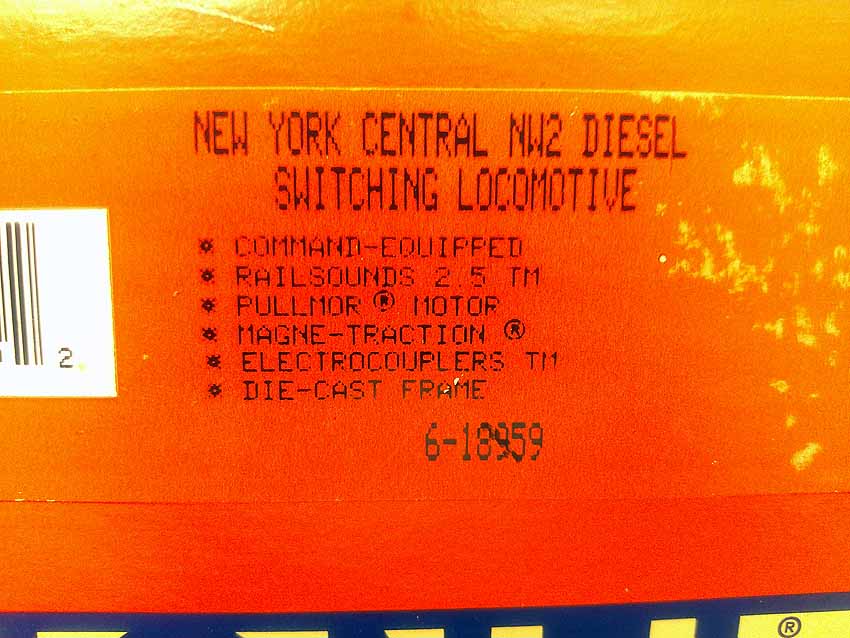 NEW YORK CENTRAL NW2 DIESEL
SWITCHING LOCOMOTIVE
* COMMAND-EQUIPPED
* RAILSOUNDS 2.5 TM
* PULLMOR ® MOTOR
* MAGNE-TRACTION ®
* ELECTROCOUPLERS TM
* DIE-CAST FRAME
6-18959
2
®